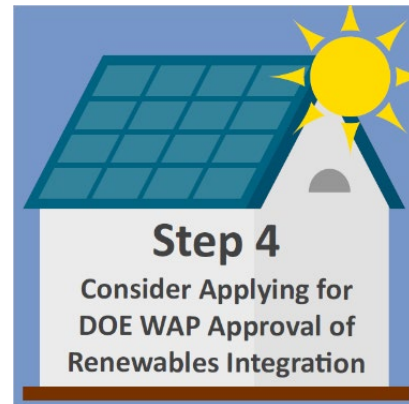 Step 4
Consider Applying for
DOE WAP Approval of
Renewables Integration